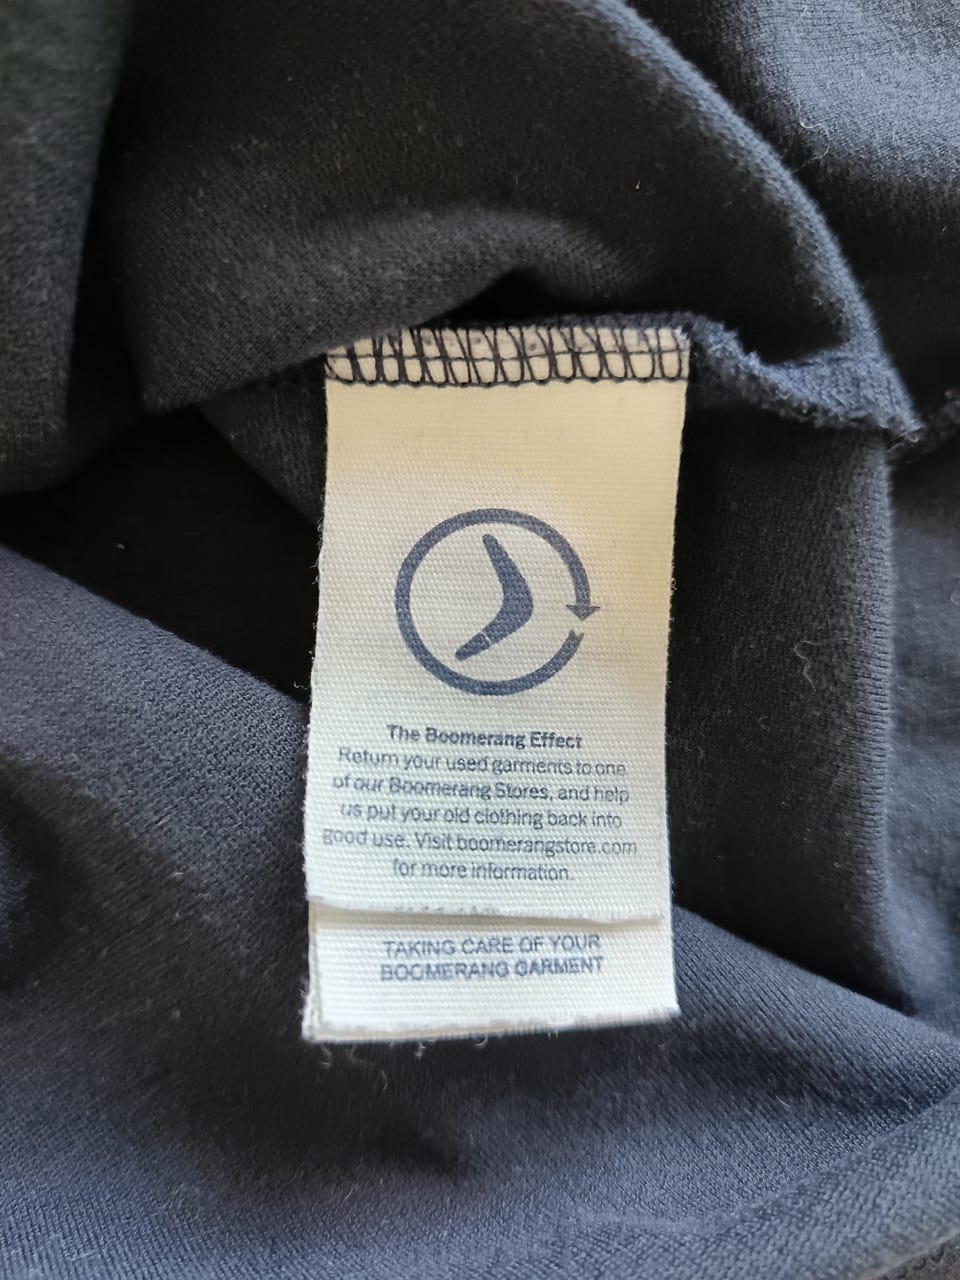 The Boomerang Effect
Return your used garments to one
of our Boomerang Stores, and help
us put your old clothing back into
good use. Visit boomerangstore.com
for more information.
TAKING CARE OF YOUR
BOOMERANG GARMENT